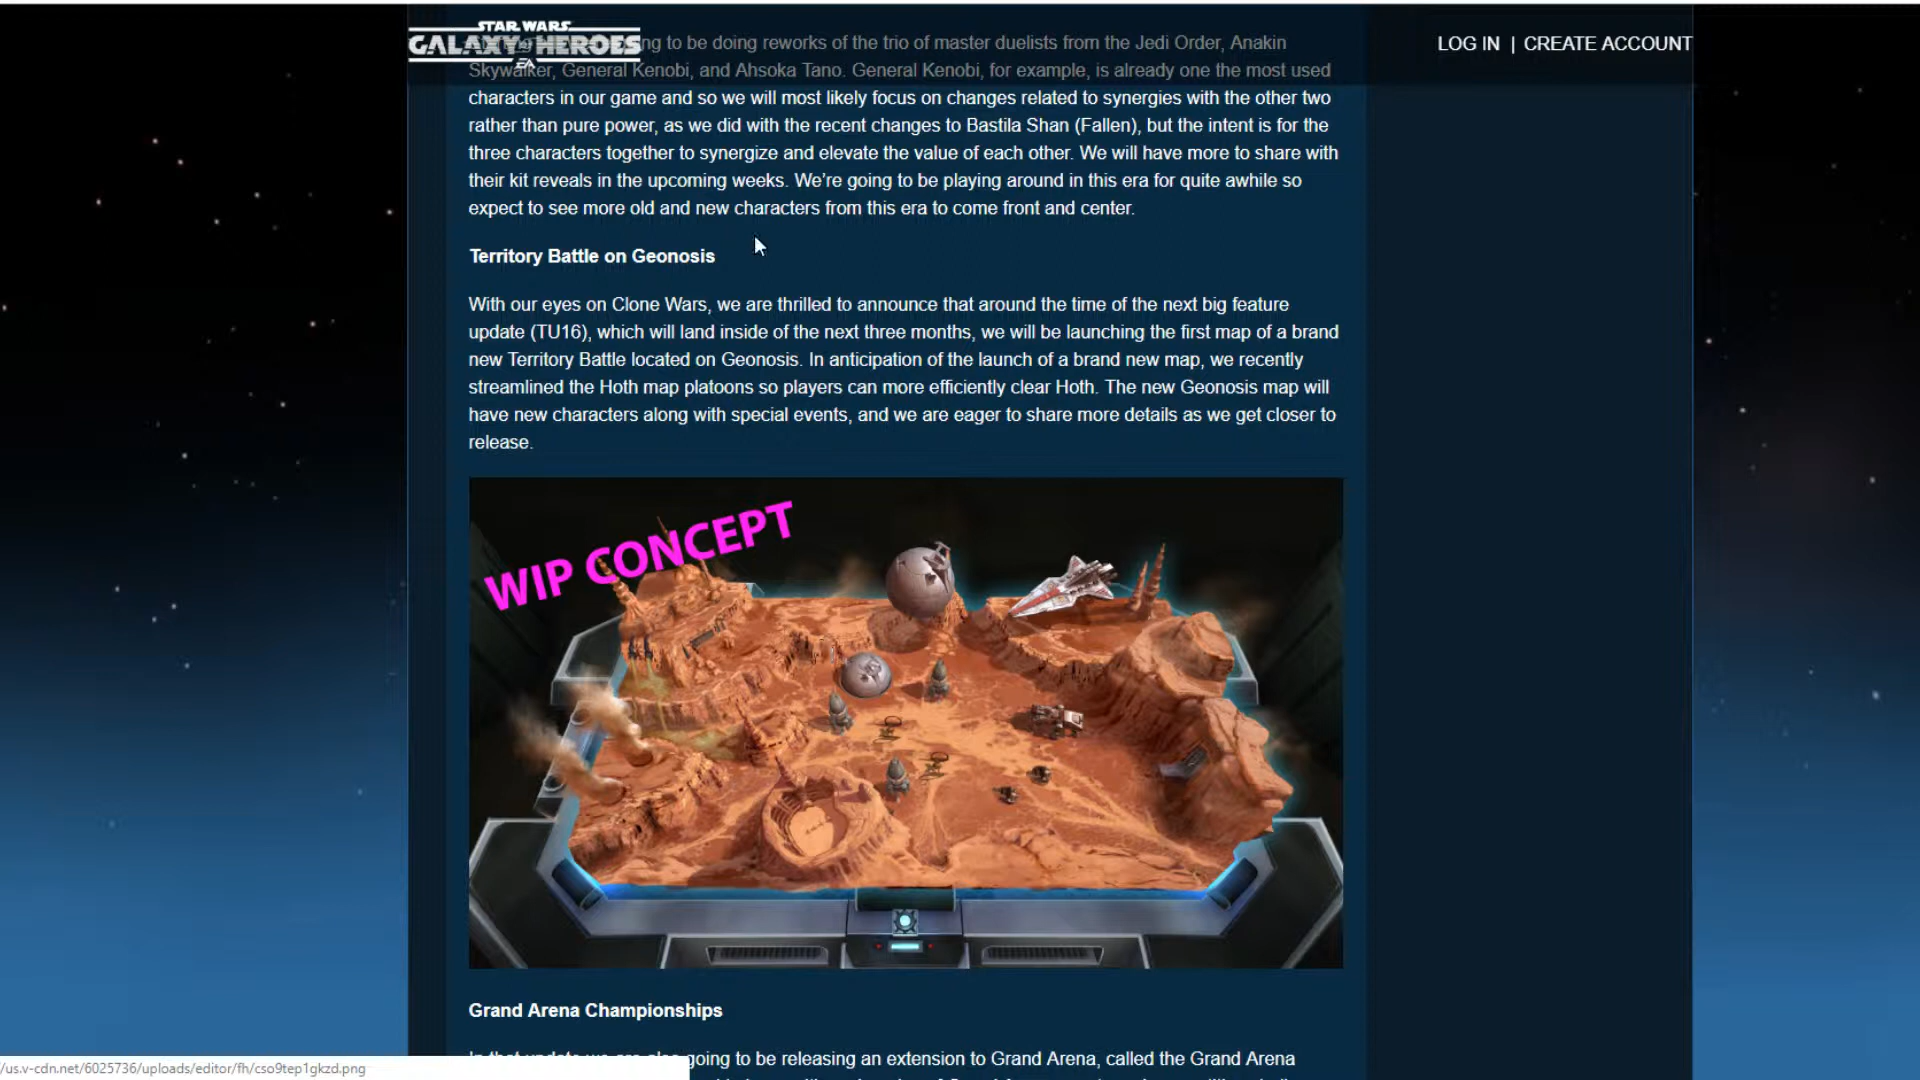 STAR WARS
GALAXY OF HEROES
EA
LOG IN | CREATE ACCOUNT
ng to be doing reworks of the trio of master duelists from the Jedi Order, Anakin
Skywalker, General Kenobi, and Ahsoka Tano. General Kenobi, for example, is already one the most used
characters in our game and so we will most likely focus on changes related to synergies with the other two
rather than pure power, as we did with the recent changes to Bastila Shan (Fallen), but the intent is for the
three characters together to synergize and elevate the value of each other. We will have more to share with
their kit reveals in the upcoming weeks. We're going to be playing around in this era for quite awhile so
expect to see more old and new characters from this era to come front and center.
Territory Battle on Geonosis
With our eyes on Clone Wars, we are thrilled to announce that around the time of the next big feature
update (TU16), which will land inside of the next three months, we will be launching the first map of a brand
new Territory Battle located on Geonosis. In anticipation of the launch of a brand new map, we recently
streamlined the Hoth map platoons so players can more efficiently clear Hoth. The new Geonosis map will
have new characters along with special events, and we are eager to share more details as we get closer to
release.
WIP CONCEPT
Grand Arena Championships
In that update we are also going to be releasing an extension to Grand Arena, called the Grand Arena
/us.v-cdn.net/6025736/uploads/editor/fh/cso9tep1gkzd.png